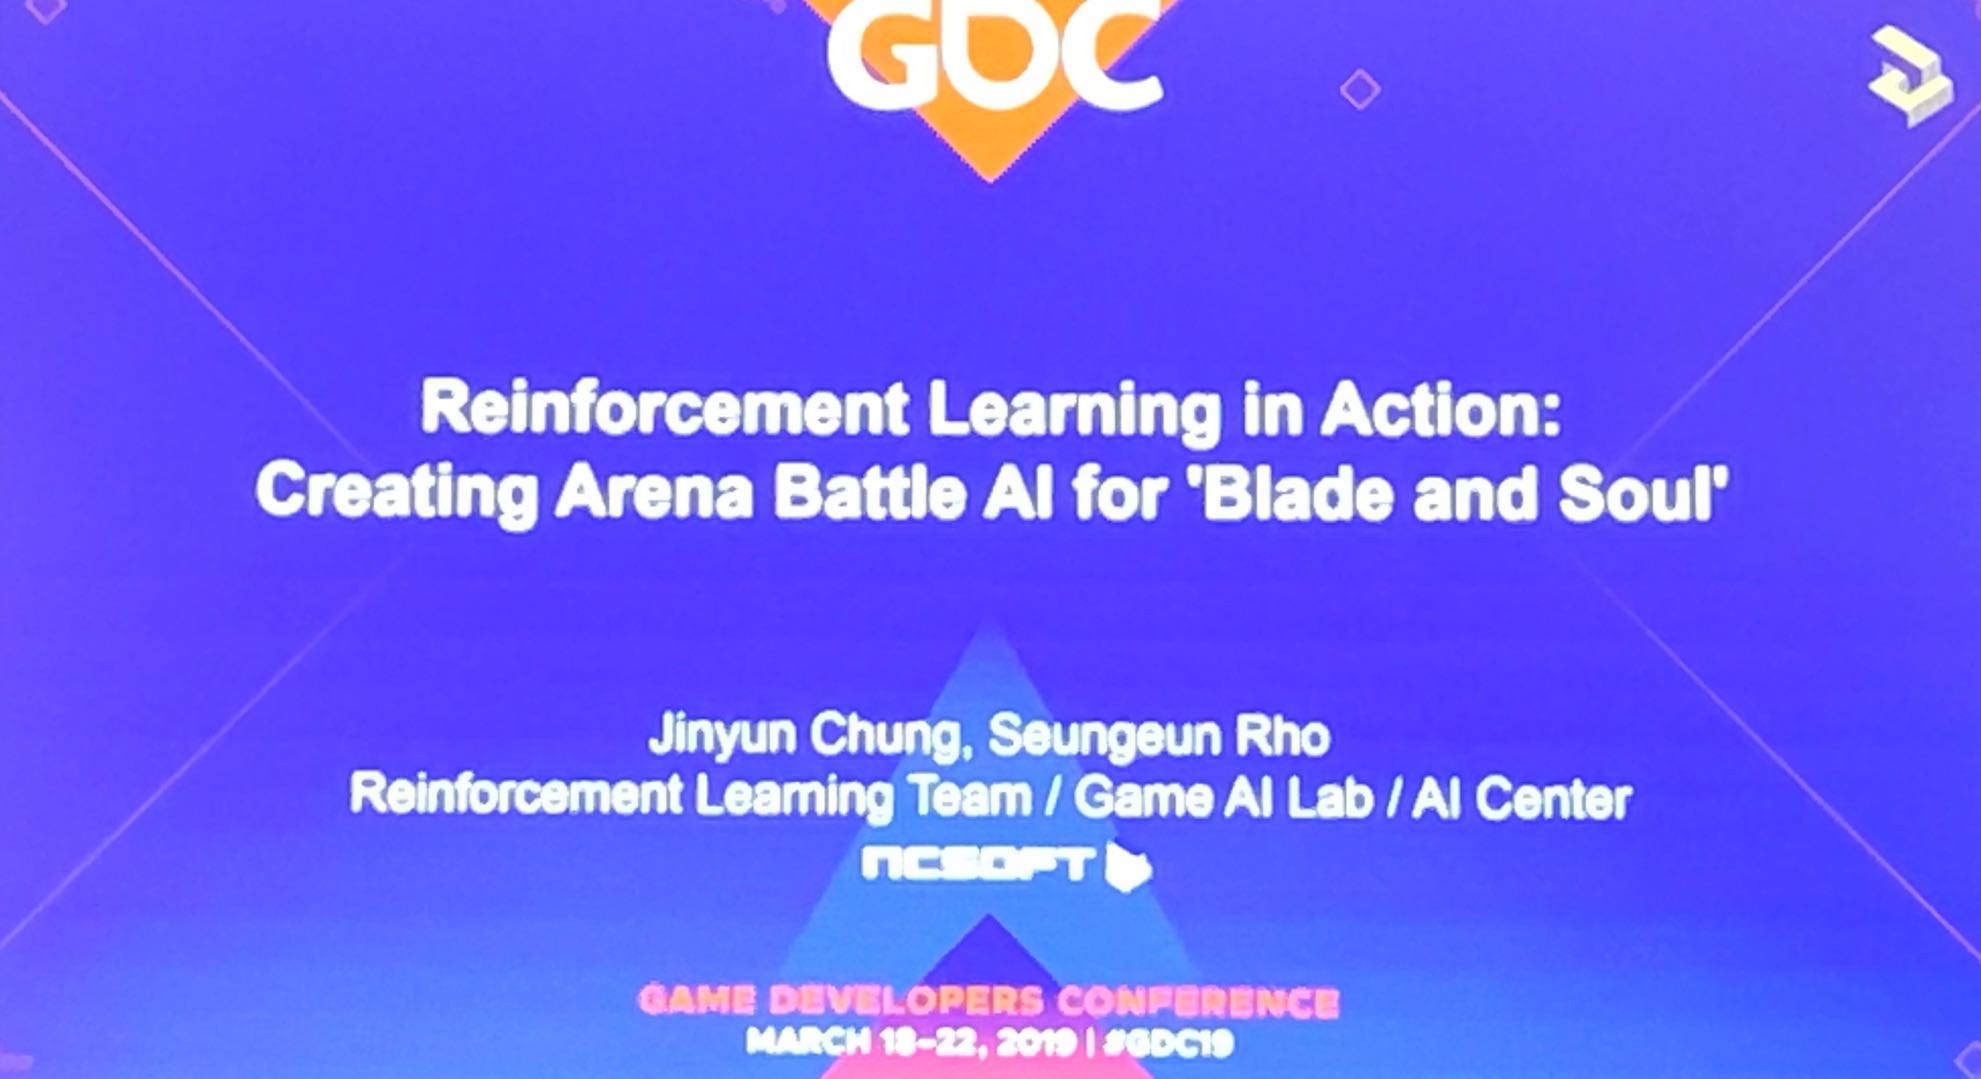 GDC
Reinforcement Learning in Action:
Creating Arena Battle AI for 'Blade and Soul'
Jinyun Chung, Seungeun Rho
Reinforcement Learning Team / Game AI Lab / AI Center
NCSOFT
GAME DEVELOPERS CONFERENCE
MARCH 18–22, 2019 | #GDC19